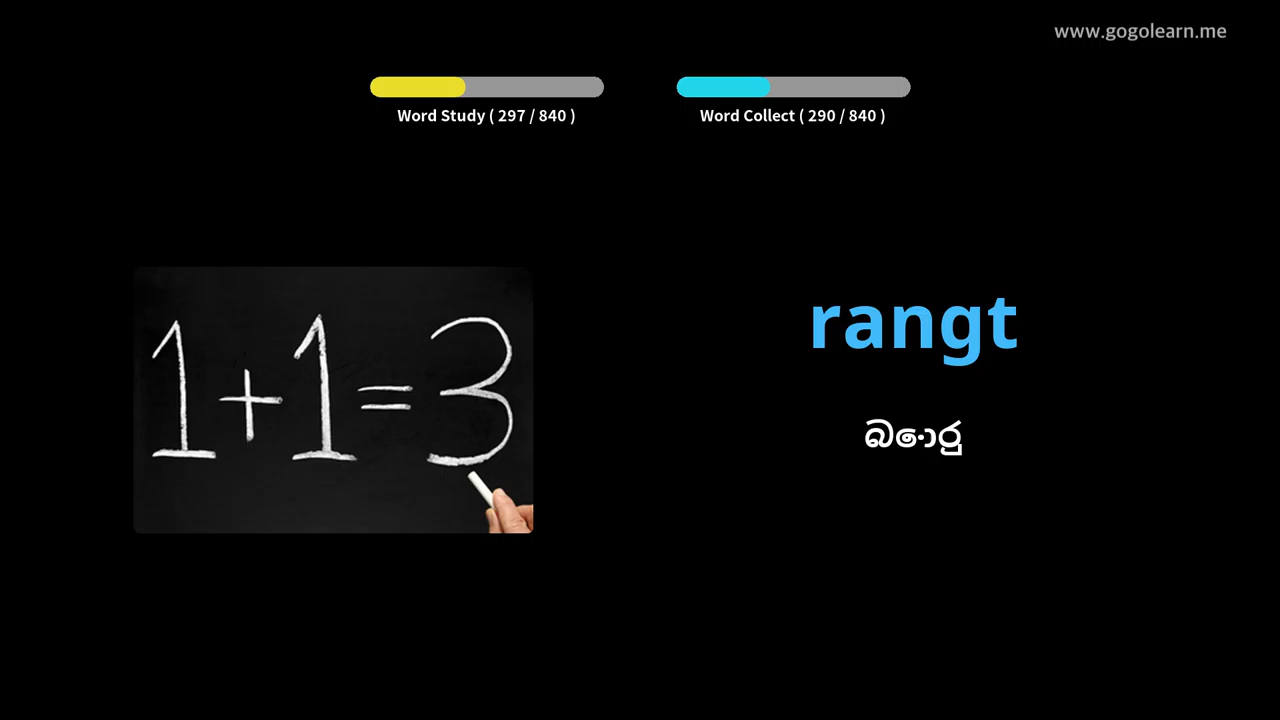 www.gogolearn.me
Word Study ( 297 / 840 )
Word Collect ( 290 / 840 )
1+1=3
rangt
බොරු